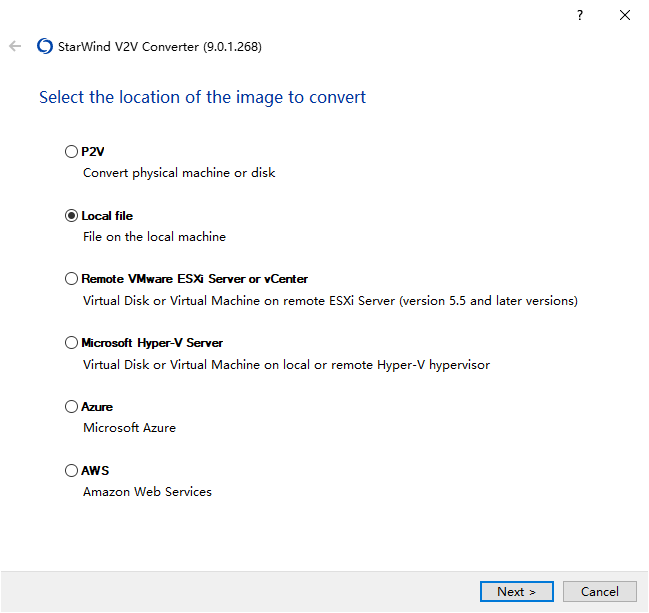 ?
StarWind V2V Converter (9.0.1.268)
Select the location of the image to convert
P2V
Convert physical machine or disk
Local file
File on the local machine
Remote VMware ESXi Server or vCenter
Virtual Disk or Virtual Machine on remote ESXi Server (version 5.5 and later versions)
Microsoft Hyper-V Server
Virtual Disk or Virtual Machine on local or remote Hyper-V hypervisor
Azure
Microsoft Azure
AWS
Amazon Web Services
Next > Cancel